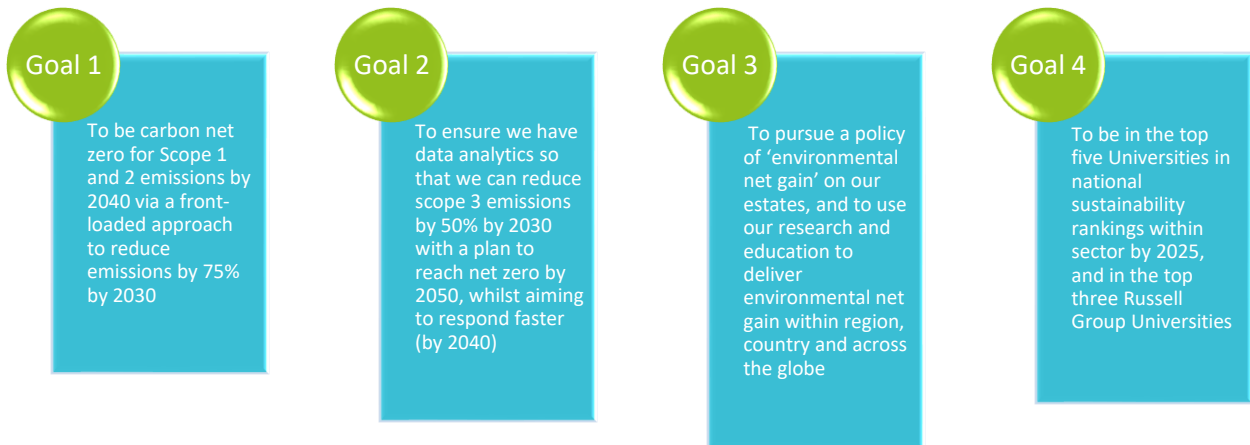 Goal 1
To be carbon net
zero for Scope 1
and 2 emissions by
2040 via a front-
loaded approach
to reduce
emissions by 75%
by 2030
Goal 2
To ensure we have
data analytics so
that we can reduce
scope 3 emissions
by 50% by 2030
with a plan to
reach net zero by
2050, whilst aiming
to respond faster
(by 2040)
Goal 3
To pursue a policy
of ‘environmental
net gain’ on our
estates, and to use
our research and
education to
deliver
environmental net
gain within region,
country and across
the globe
Goal 4
To be in the top
five Universities in
national
sustainability
rankings within
sector by 2025,
and in the top
three Russell
Group Universities